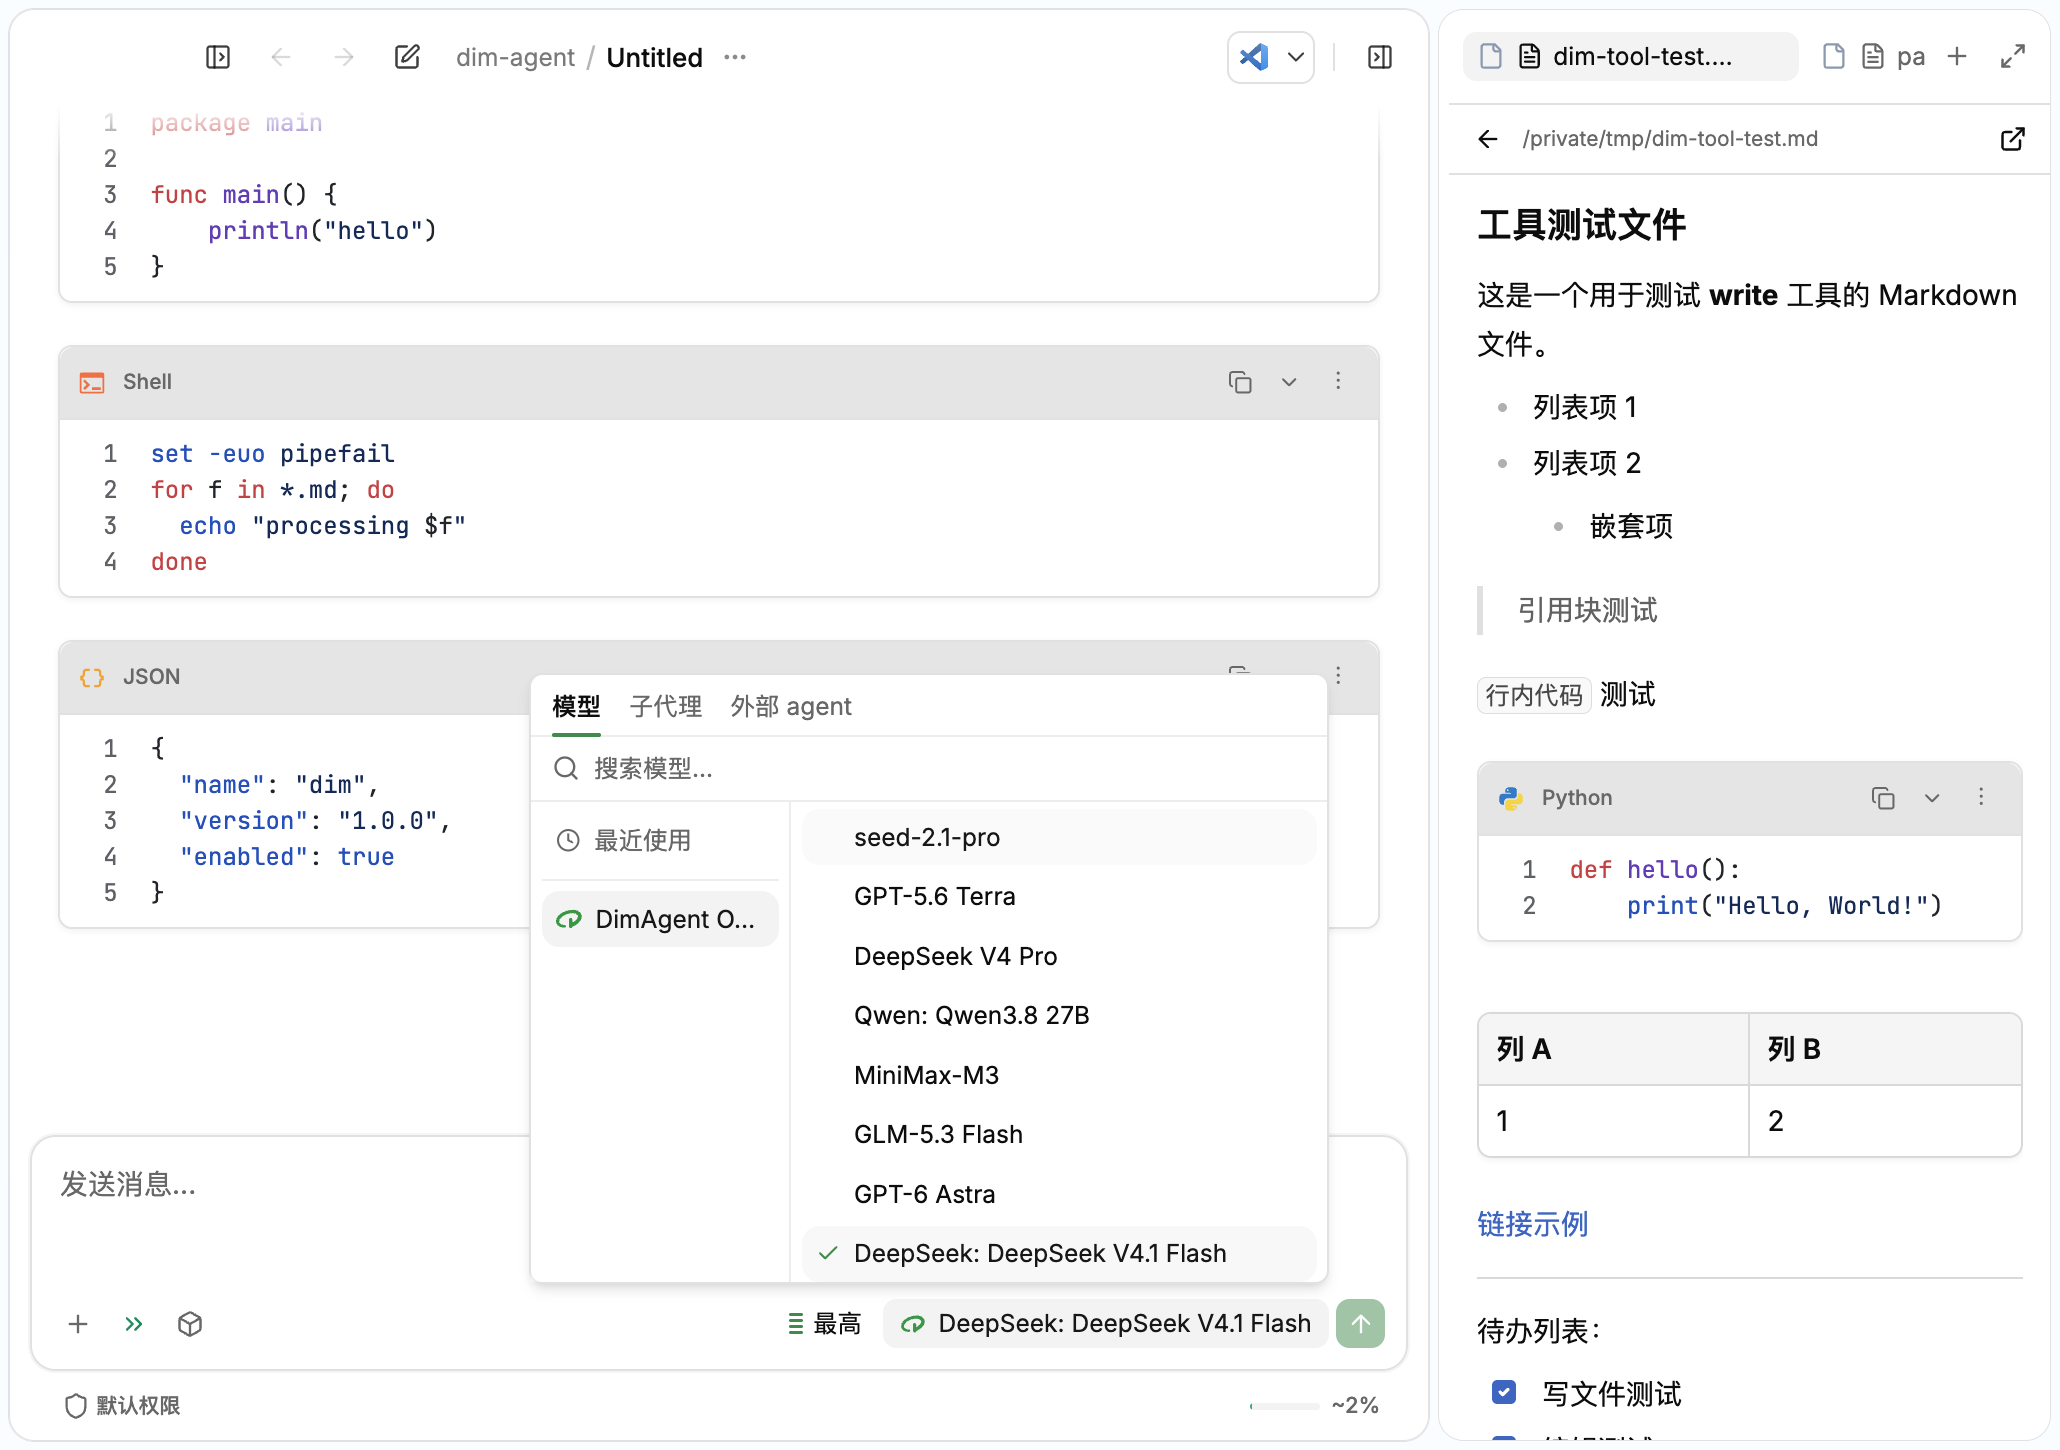 dim-agent / Untitled
1 package main
2
3 func main() {
4     println("hello")
5 }
Shell
1 set -euo pipefail
2 for f in *.md; do
3   echo "processing $f"
4 done
JSON
1 {
2   "name": "dim",
3   "version": "1.0.0",
4   "enabled": true
5 }
模型 子代理 外部 agent
搜索模型...
最近使用
DimAgent O...
seed-2.1-pro
GPT-5.6 Terra
DeepSeek V4 Pro
Qwen: Qwen3.8 27B
MiniMax-M3
GLM-5.3 Flash
GPT-6 Astra
DeepSeek: DeepSeek V4.1 Flash
发送消息...
最高 DeepSeek: DeepSeek V4.1 Flash
默认权限 ~2%
dim-tool-test.... pa
/private/tmp/dim-tool-test.md
工具测试文件
这是一个用于测试 write 工具的 Markdown
文件。
列表项 1
列表项 2
嵌套项
引用块测试
行内代码 测试
Python
1 def hello():
2     print("Hello, World!")
列 A 列 B
1 2
链接示例
待办列表：
写文件测试